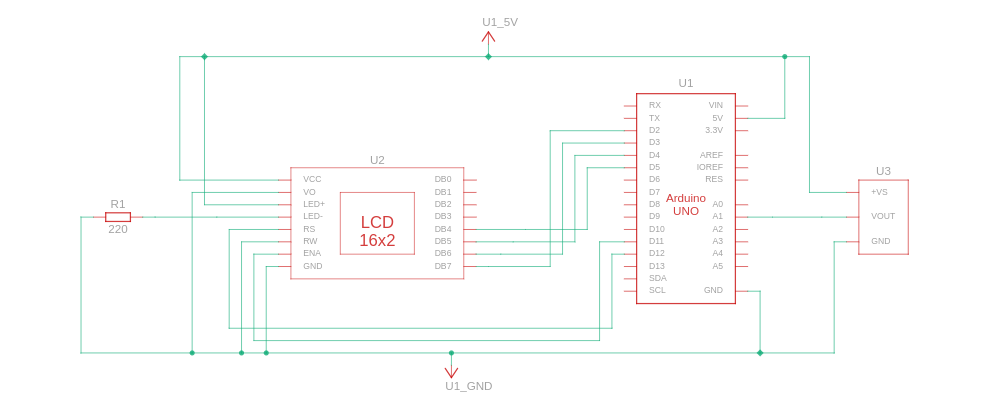 U1_5V
U1
RX
VIN
TX
5V
D2
3.3V
D3
D4
AREF
D5
IOREF
D6
RES
D7
D8
A0
D9
A1
D10
A2
D11
A3
D12
A4
D13
A5
SDA
SCL
GND
Arduino
UNO
U2
VCC
DB0
VO
DB1
LED+
DB2
LED-
DB3
RS
DB4
RW
DB5
ENA
DB6
GND
DB7
LCD
16x2
U3
+VS
VOUT
GND
R1
220
U1_GND